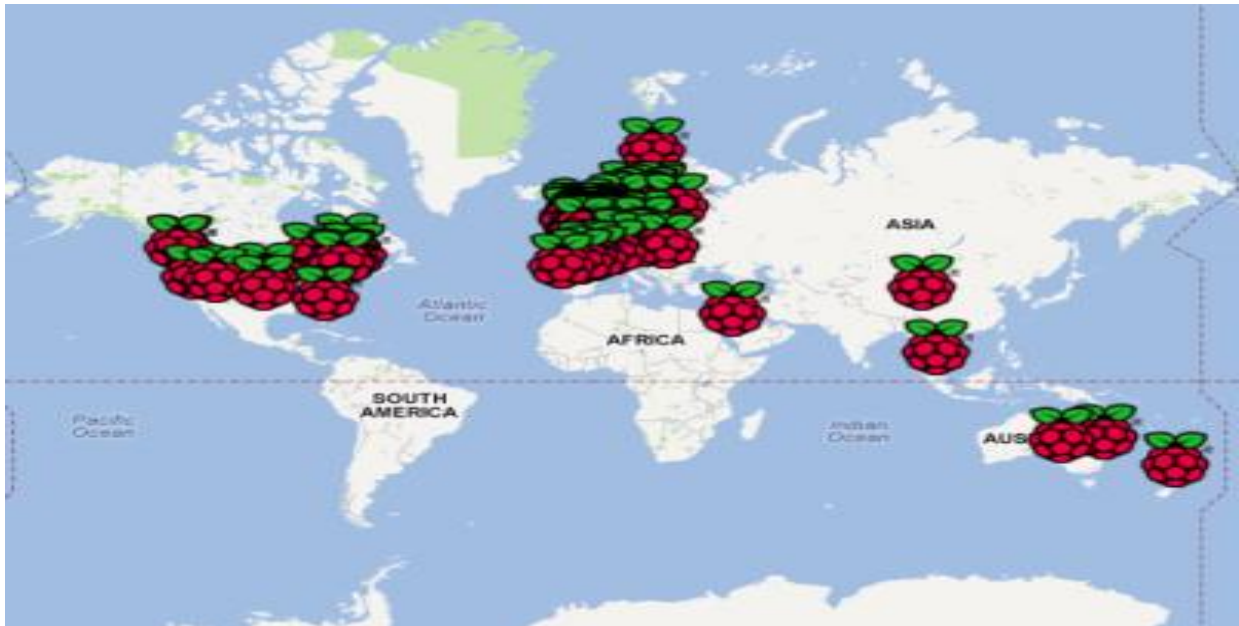 ASIA
Atlantic
Ocean
AFRICA
SOUTH
AMERICA
Pacific
Ocean
Indian
Ocean
AUS